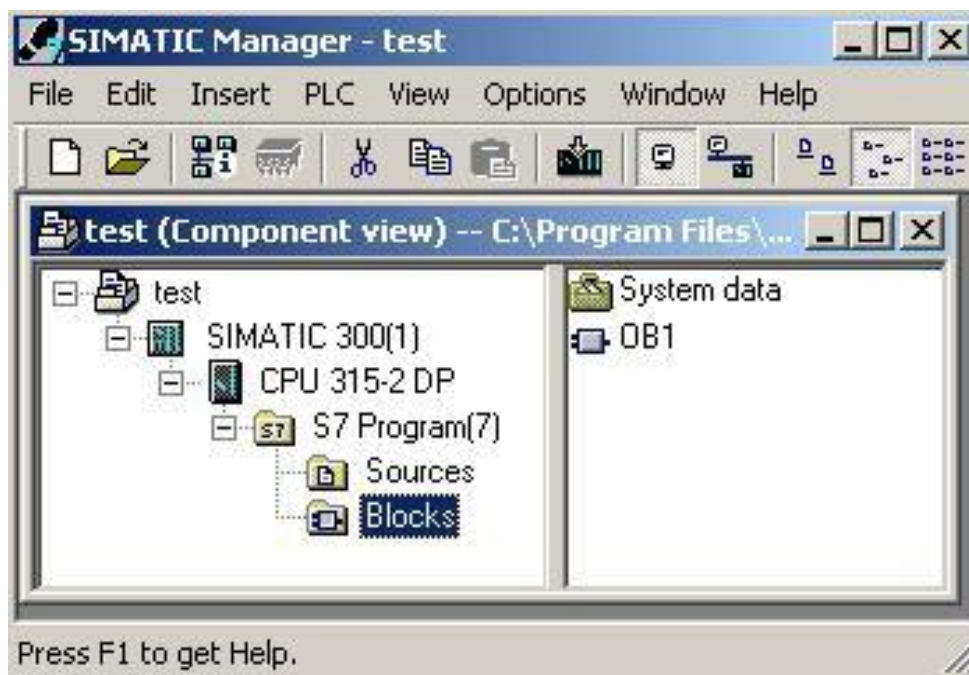 SIMATIC Manager - test
File Edit Insert PLC View Options Window Help
test (Component view) -- C:\Program Files\...
test
SIMATIC 300(1)
CPU 315-2 DP
S7 Program(7)
Sources
Blocks
System data
OB1
Press F1 to get Help.